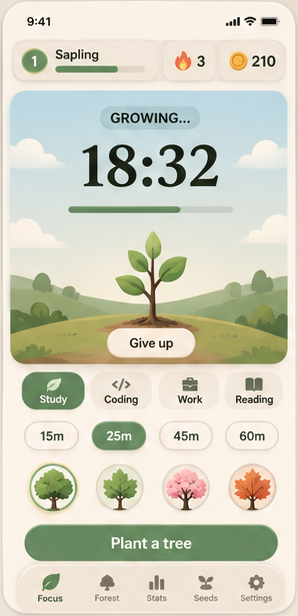 9:41
1 Sapling
3
210
GROWING...
18:32
Give up
Study
</> Coding
Work
Reading
15m
25m
45m
60m
Plant a tree
Focus
Forest
Stats
Seeds
Settings